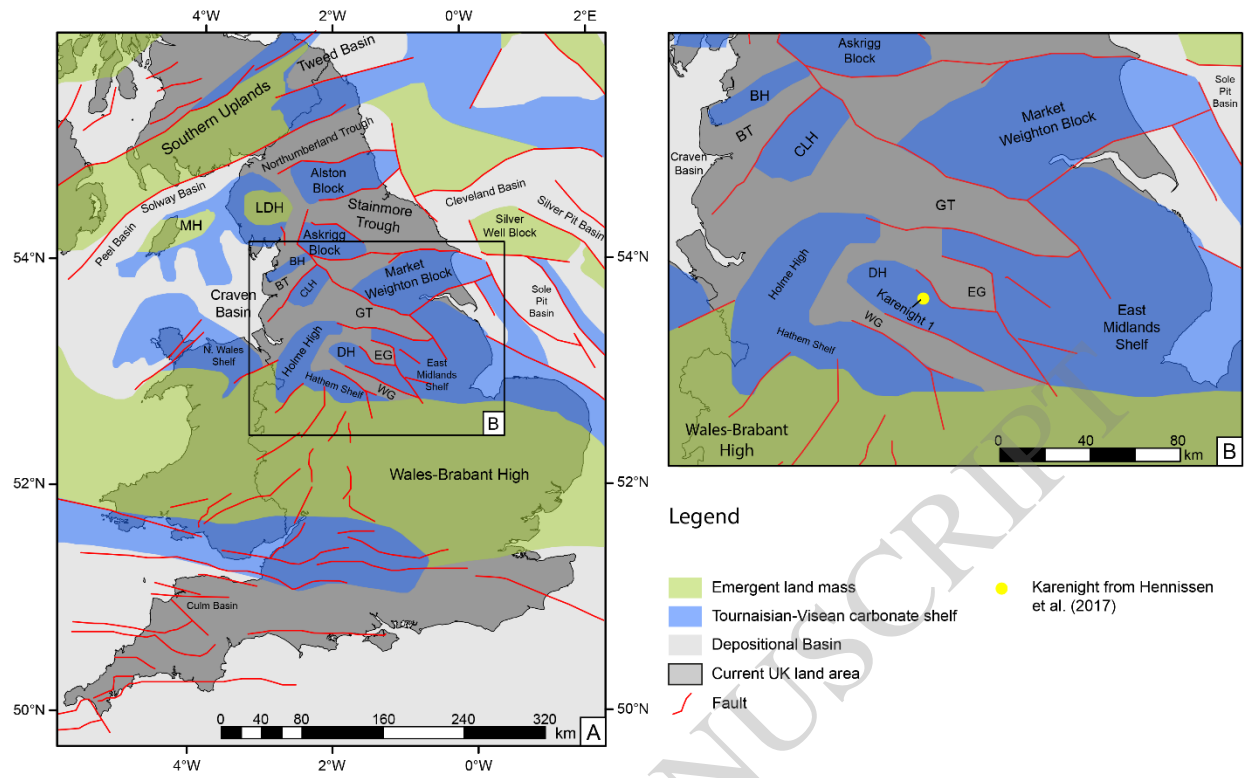 4°W
2°W
0°W
2°E
Tweed Basin
Southern Uplands
Northumberland Trough
Solway Basin
Alston
Block
Stainmore
Trough
Cleveland Basin
Silver Pit Basin
LDH
MH
Peel Basin
Silver
Well Block
54°N
54°N
Askrigg
Block
BH
BT
CLH
Market
Weighton Block
Sole
Pit
Basin
Craven
Basin
GT
N. Wales
Shelf
Holme High
DH
EG
East
Midlands
Shelf
Hathern Shelf
WG
B
Wales-Brabant High
52°N
52°N
Culm Basin
50°N
50°N
0
40
80
160
240
320
km
A
4°W
2°W
0°W
Askrigg
Block
BH
BT
CLH
Craven
Basin
Market
Weighton Block
Sole
Pit
Basin
GT
Holme High
DH
Karenight 1
EG
WG
Hathern Shelf
East
Midlands
Shelf
Wales-Brabant
High
0
40
80
km
B
Legend
Emergent land mass
Tournaisian-Visean carbonate shelf
Depositional Basin
Current UK land area
Fault
Karenight from Hennissen
et al. (2017)
NUSCRIPT